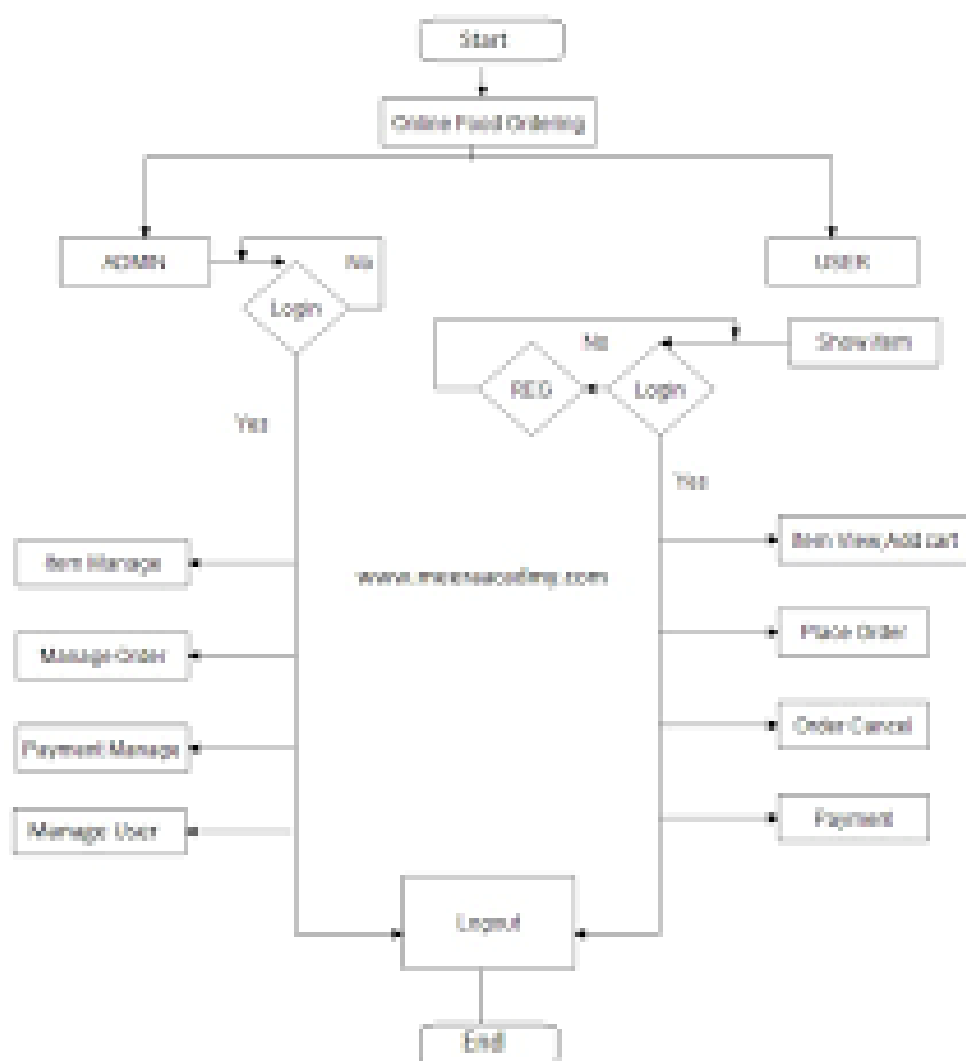 Start
Online Food Ordering
ADMIN
USER
No
Login
Show Item
No
REG
Login
Yes
Yes
Item Manage
Item View,Add cart
Manage Order
Place Order
Payment Manage
Order Cancel
Manage User
Payment
Logout
End